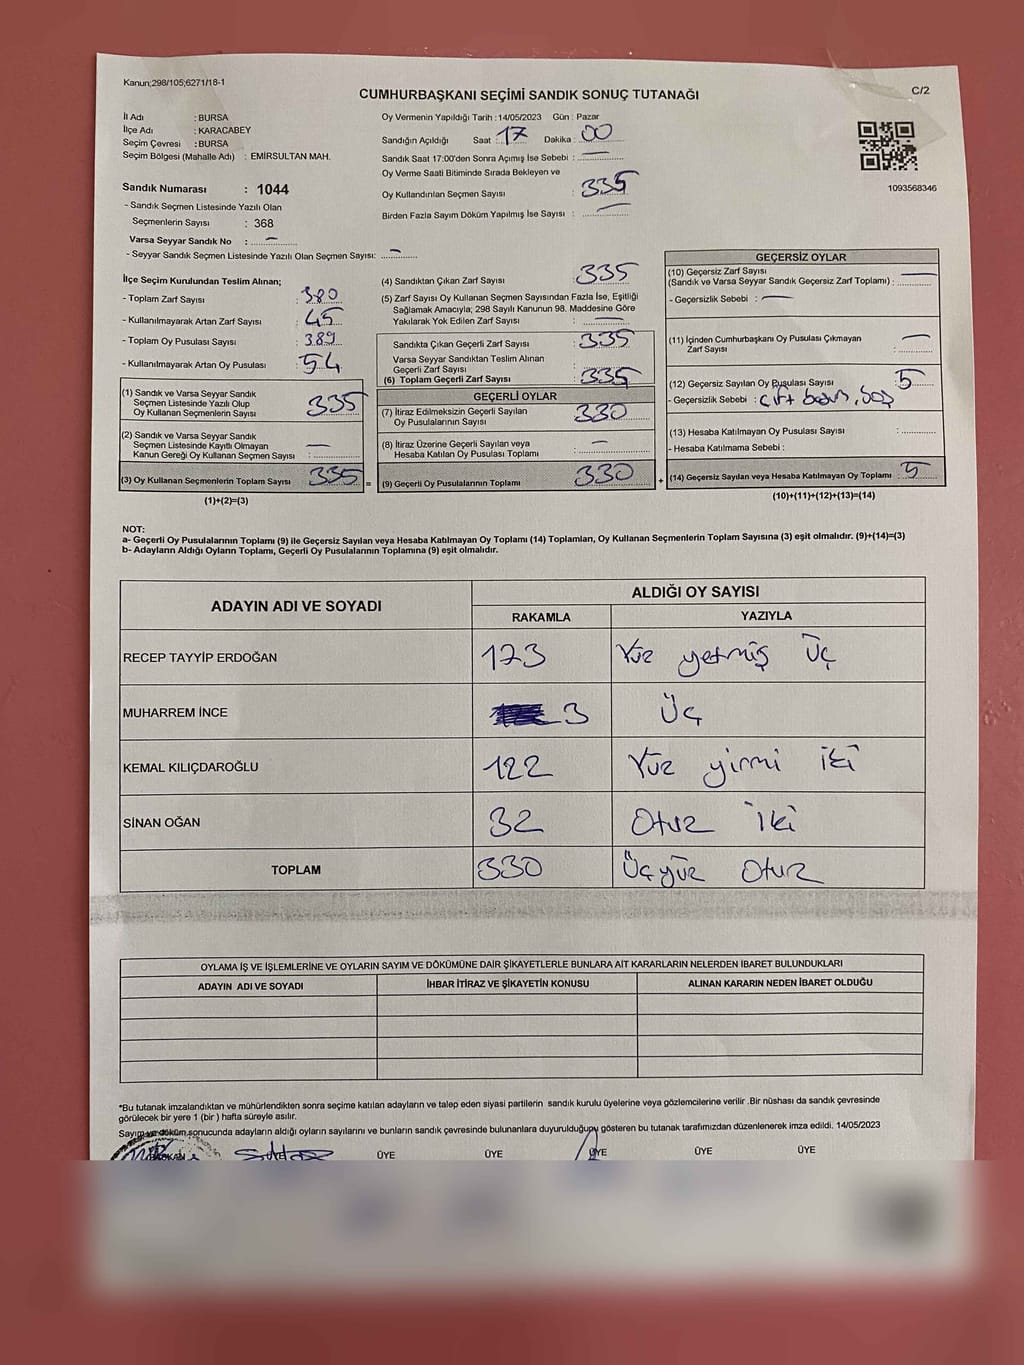 Kanun;298/105;6271/18-1
C/2
CUMHURBAŞKANI SEÇİMİ SANDIK SONUÇ TUTANAĞI
İl Adı : BURSA
İlçe Adı : KARACABEY
Seçim Çevresi : BURSA
Seçim Bölgesi (Mahalle Adı) : EMİRSULTAN MAH.
Sandık Numarası : 1044
- Sandık Seçmen Listesinde Yazılı Olan
Seçmenlerin Sayısı : 368
Varsa Seyyar Sandık No : —
- Seyyar Sandık Seçmen Listesinde Yazılı Olan Seçmen Sayısı: —
Oy Vermenin Yapıldığı Tarih : 14/05/2023 Gün : Pazar
Sandığın Açıldığı Saat : 17 Dakika : 00
Sandık Saat 17:00'den Sonra Açımış İse Sebebi : —
Oy Verme Saati Bitiminde Sırada Bekleyen ve
Oy Kullandırılan Seçmen Sayısı : 335
Birden Fazla Sayım Döküm Yapılmış İse Sayısı : —
1093568346
İlçe Seçim Kurulundan Teslim Alınan;
- Toplam Zarf Sayısı : 380
- Kullanılmayarak Artan Zarf Sayısı : 45
- Toplam Oy Pusulası Sayısı : 389
- Kullanılmayarak Artan Oy Pusulası : 54
(1) Sandık ve Varsa Seyyar Sandık
Seçmen Listesinde Yazılı Olup
Oy Kullanan Seçmenlerin Sayısı : 335
(2) Sandık ve Varsa Seyyar Sandık
Seçmen Listesinde Kayıtlı Olmayan
Kanun Gereği Oy Kullanan Seçmen Sayısı : —
(3) Oy Kullanan Seçmenlerin Toplam Sayısı : 335 =
(1)+(2)=(3)
(4) Sandıktan Çıkan Zarf Sayısı : 335
(5) Zarf Sayısı Oy Kullanan Seçmen Sayısından Fazla İse, Eşitliği
Sağlamak Amacıyla; 298 Sayılı Kanunun 98. Maddesine Göre
Yakılarak Yok Edilen Zarf Sayısı : —
Sandıkta Çıkan Geçerli Zarf Sayısı : 335
Varsa Seyyar Sandıktan Teslim Alınan
Geçerli Zarf Sayısı :
(6) Toplam Geçerli Zarf Sayısı : 335
GEÇERLİ OYLAR
(7) İtiraz Edilmeksizin Geçerli Sayılan
Oy Pusulasının Sayısı : 330
(8) İtiraz Üzerine Geçerli Sayılan veya
Hesaba Katılan Oy Pusulası Toplamı : —
(9) Geçerli Oy Pusulalarının Toplamı : 330 +
GEÇERSİZ OYLAR
(10) Geçersiz Zarf Sayısı
(Sandık ve Varsa Seyyar Sandık Geçersiz Zarf Toplamı) : —
- Geçersizlik Sebebi : —
(11) İçinden Cumhurbaşkanı Oy Pusulası Çıkmayan
Zarf Sayısı : —
(12) Geçersiz Sayılan Oy Pusulası Sayısı : 5
- Geçersizlik Sebebi : Çift basım, boş
(13) Hesaba Katılmayan Oy Pusulası Sayısı :
- Hesaba Katılmama Sebebi :
(14) Geçersiz Sayılan veya Hesaba Katılmayan Oy Toplamı : 5
(10)+(11)+(12)+(13)=(14)
NOT:
a- Geçerli Oy Pusulalarının Toplamı (9) ile Geçersiz Sayılan veya Hesaba Katılmayan Oy Toplamı (14) Toplamları, Oy Kullanan Seçmenlerin Toplam Sayısına (3) eşit olmalıdır. (9)+(14)=(3)
b- Adayların Aldığı Oyların Toplamı, Geçerli Oy Pusulalarının Toplamına (9) eşit olmalıdır.
ADAYIN ADI VE SOYADI
ALDIĞI OY SAYISI
RAKAMLA YAZIYLA
RECEP TAYYİP ERDOĞAN 173 Yüz yetmiş Üç
MUHARREM İNCE 3 Üç
KEMAL KILIÇDAROĞLU 122 Yüz yirmi iki
SİNAN OĞAN 32 Otuz iki
TOPLAM 330 Üçyüz Otuz
OYLAMA İŞ VE İŞLEMLERİNE VE OYLARIN SAYIM VE DÖKÜMÜNE DAİR ŞİKAYETLERLE BUNLARA AİT KARARLARIN NELERDEN İBARET BULUNDUKLARI
ADAYIN ADI VE SOYADI İHBAR İTİRAZ VE ŞİKAYETİN KONUSU ALINAN KARARIN NEDEN İBARET OLDUĞU
*Bu tutanak imzalandıktan ve mühürlendikten sonra seçime katılan adayların ve talep eden siyasi partilerin sandık kurulu üyelerine veya gözlemcilerine verilir .Bir nüshası da sandık çevresinde
görülecek bir yere 1 (bir ) hafta süreyle asılır.
Sayım ve döküm sonucunda adayların aldığı oyların sayılarını ve bunların sandık çevresinde bulunanlara duyurulduğunu gösteren bu tutanak tarafımızdan düzenlenerek imza edildi. 14/05/2023
ÜYE ÜYE ÜYE ÜYE ÜYE